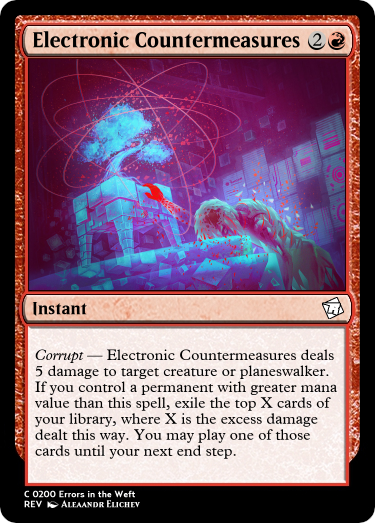 Electronic Countermeasures 2
Instant
Corrupt — Electronic Countermeasures deals
5 damage to target creature or planeswalker.
If you control a permanent with greater mana
value than this spell, exile the top X cards of
your library, where X is the excess damage
dealt this way. You may play one of those
cards until your next end step.
C 0200 Errors in the Weft
REV Aleaandr Elichev